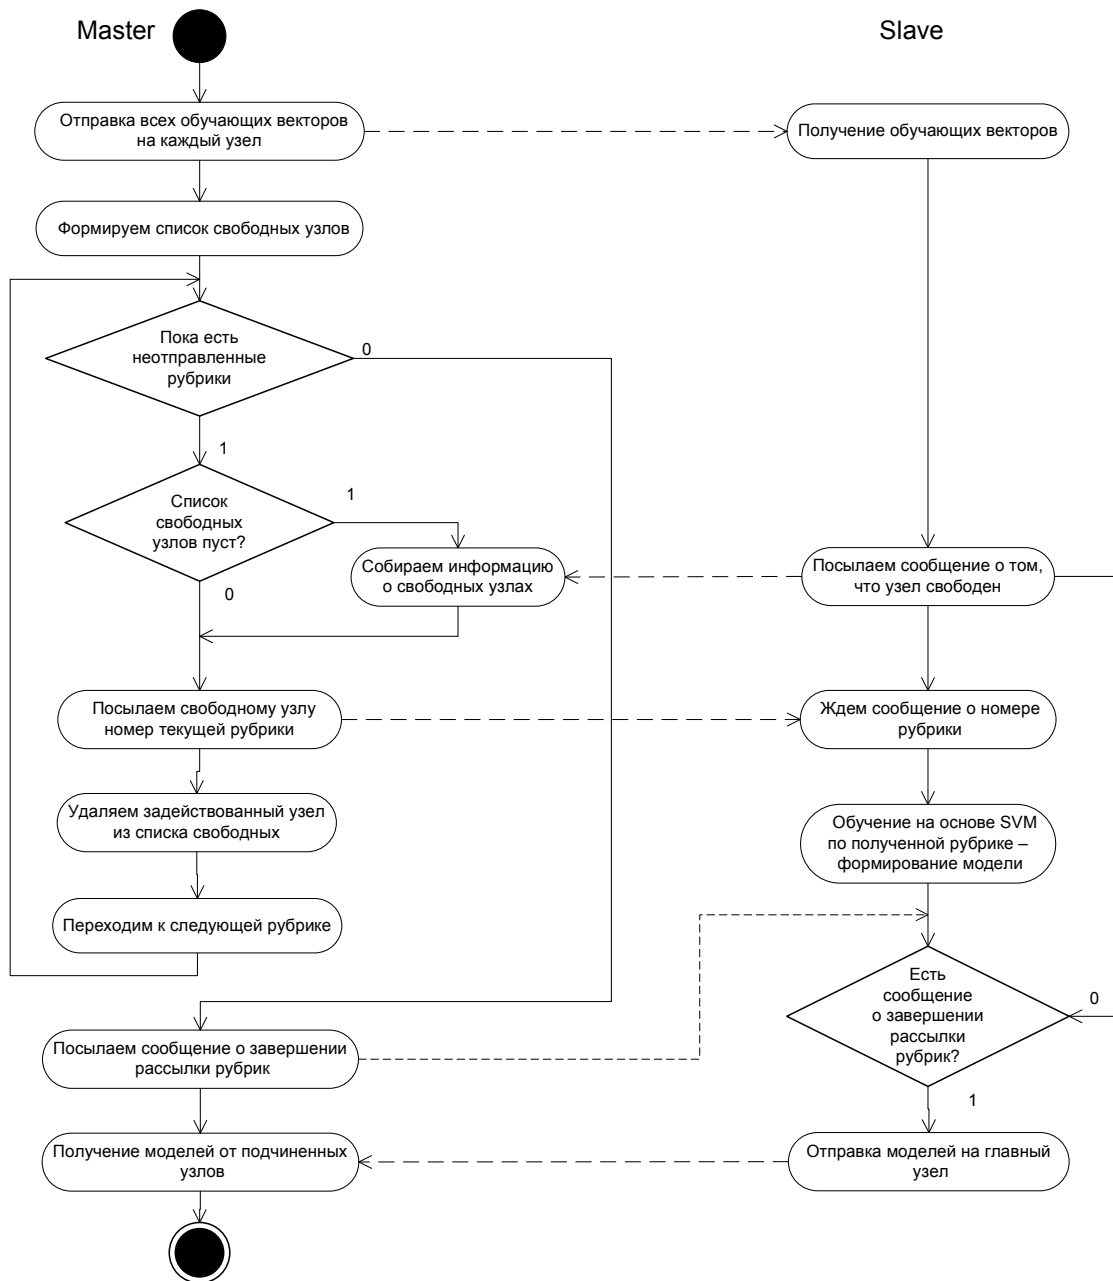 Master
Slave
Отправка всех обучающих векторов
на каждый узел
Получение обучающих векторов
Формируем список свободных узлов
Пока есть
неотправленные
рубрики
0
1
Список
свободных
узлов пуст?
1
0
Собираем информацию
о свободных узлах
Посылаем сообщение о том,
что узел свободен
Посылаем свободному узлу
номер текущей рубрики
Ждем сообщение о номере
рубрики
Удаляем задействованный узел
из списка свободных
Обучение на основе SVM
по полученной рубрике –
формирование модели
Переходим к следующей рубрике
Есть
сообщение
о завершении
рассылки
рубрик?
0
1
Посылаем сообщение о завершении
рассылки рубрик
Получение моделей от подчиненных
узлов
Отправка моделей на главный
узел